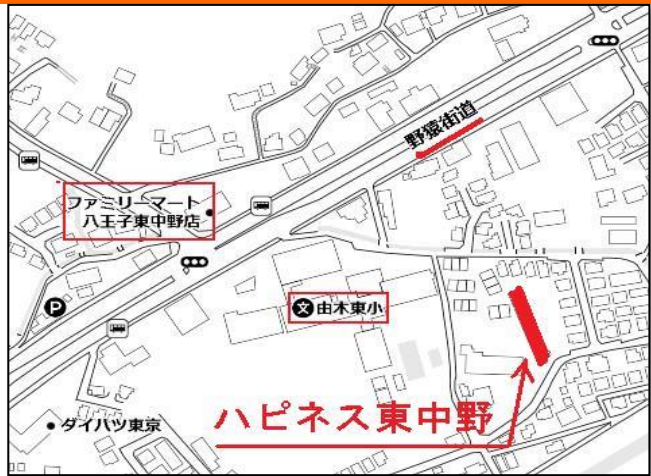 野猿街道
ファミリーマート
八王子東中野店
P
文 由木東小
ハピネス東中野
ダイハツ東京